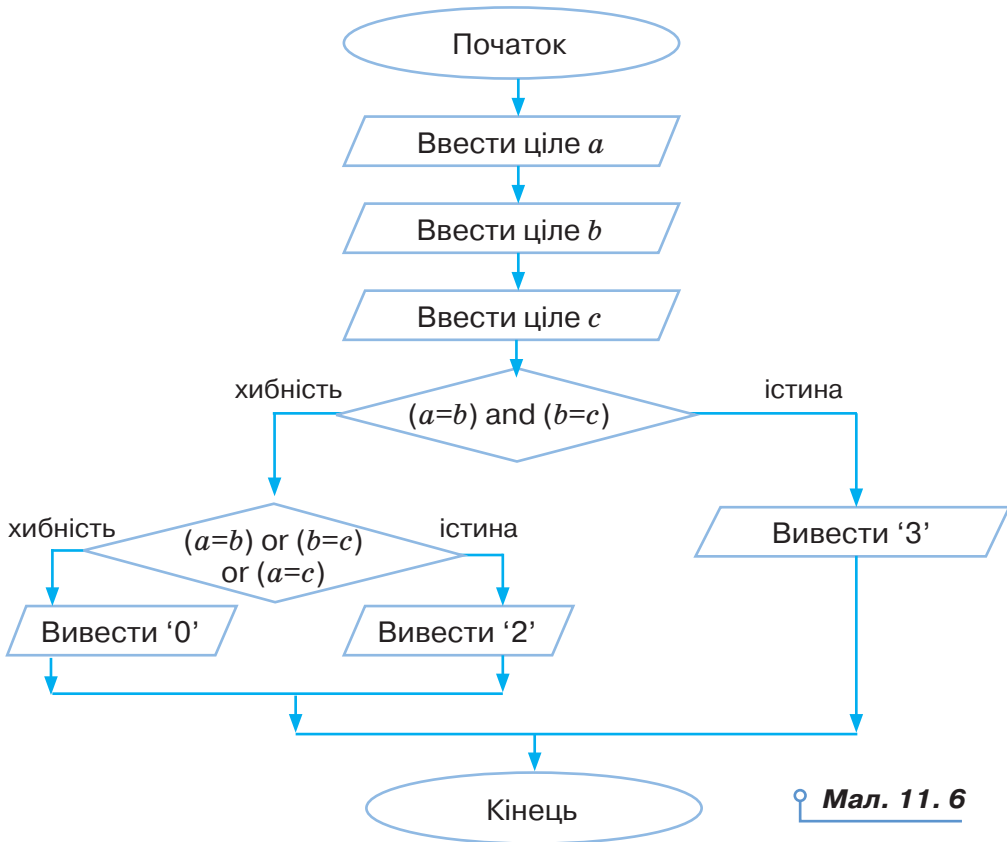 Початок
Ввести ціле a
Ввести ціле b
Ввести ціле c
хибність
істина
(a=b) and (b=c)
хибність
істина
(a=b) or (b=c)
or (a=c)
Вивести ‘3’
Вивести ‘0’
Вивести ‘2’
Кінець
Мал. 11. 6